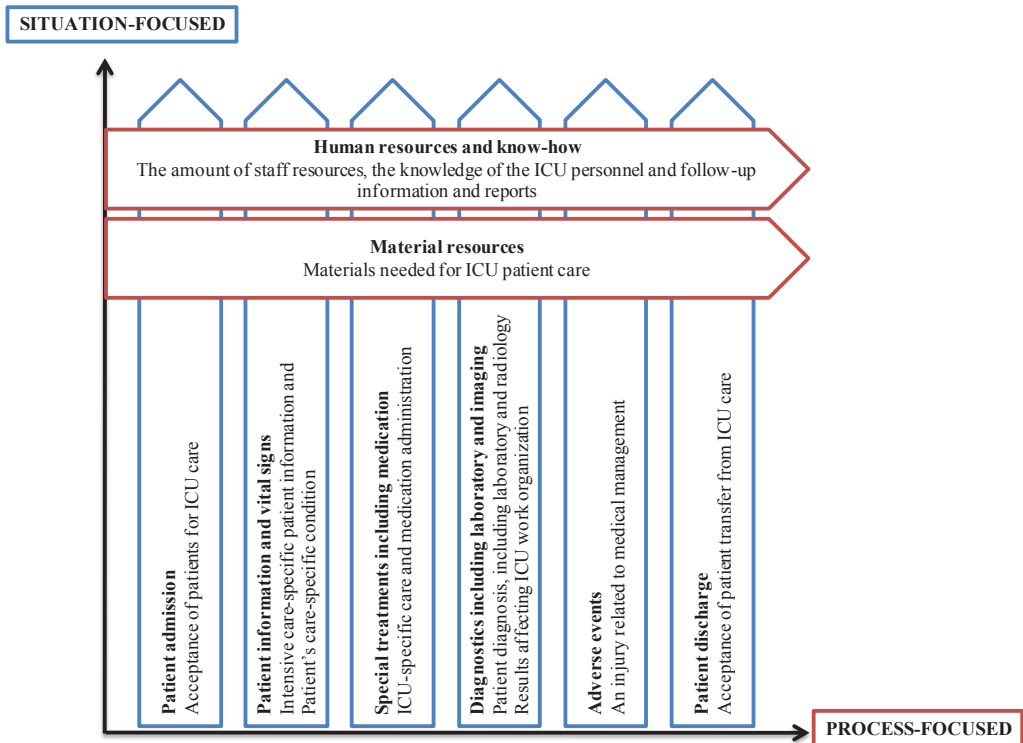 SITUATION-FOCUSED
Human resources and know-how
The amount of staff resources, the knowledge of the ICU personnel and follow-up
information and reports
Material resources
Materials needed for ICU patient care
Patient admission
Acceptance of patients for ICU care
Patient information and vital signs
Intensive care-specific patient information and
Patient's care-specific condition
Special treatments including medication
ICU-specific care and medication administration
Diagnostics including laboratory and imaging
Patient diagnosis, including laboratory and radiology
Results affecting ICU work organization
Adverse events
An injury related to medical management
Patient discharge
Acceptance of patient transfer from ICU care
PROCESS-FOCUSED